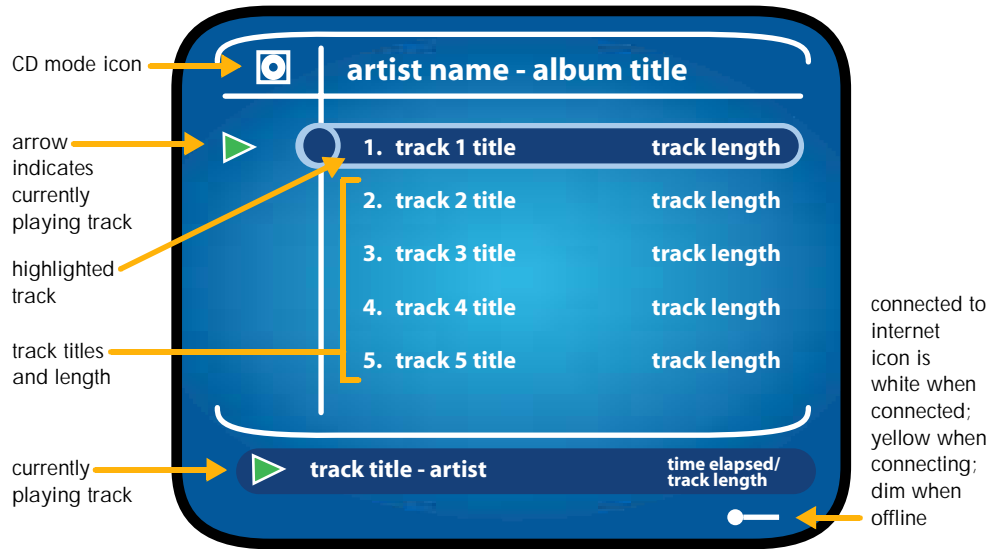 CD mode icon
artist name - album title
arrow
indicates
currently
playing track
1. track 1 title track length
2. track 2 title track length
3. track 3 title track length
4. track 4 title track length
5. track 5 title track length
highlighted
track
track titles
and length
currently
playing track
track title - artist
time elapsed/
track length
connected to
internet
icon is
white when
connected;
yellow when
connecting;
dim when
offline